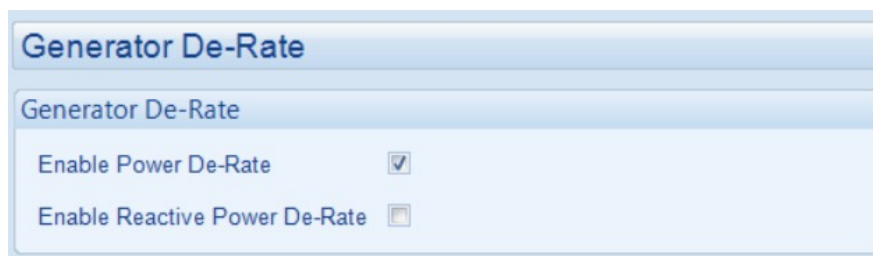 Generator De-Rate
Generator De-Rate
Enable Power De-Rate
Enable Reactive Power De-Rate